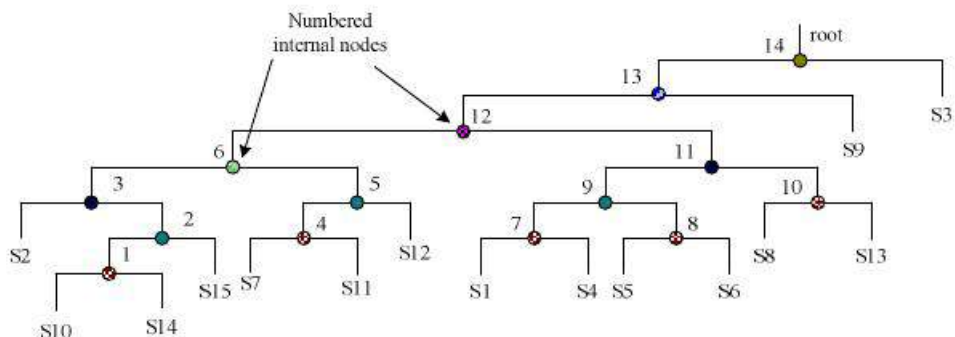 Numbered
internal nodes
root
14
13
S3
12
S9
6
11
3
5
9
10
2
4
7
8
S2
1
S7
S12
S8
S13
S15
S11
S1
S4
S5
S6
S10
S14